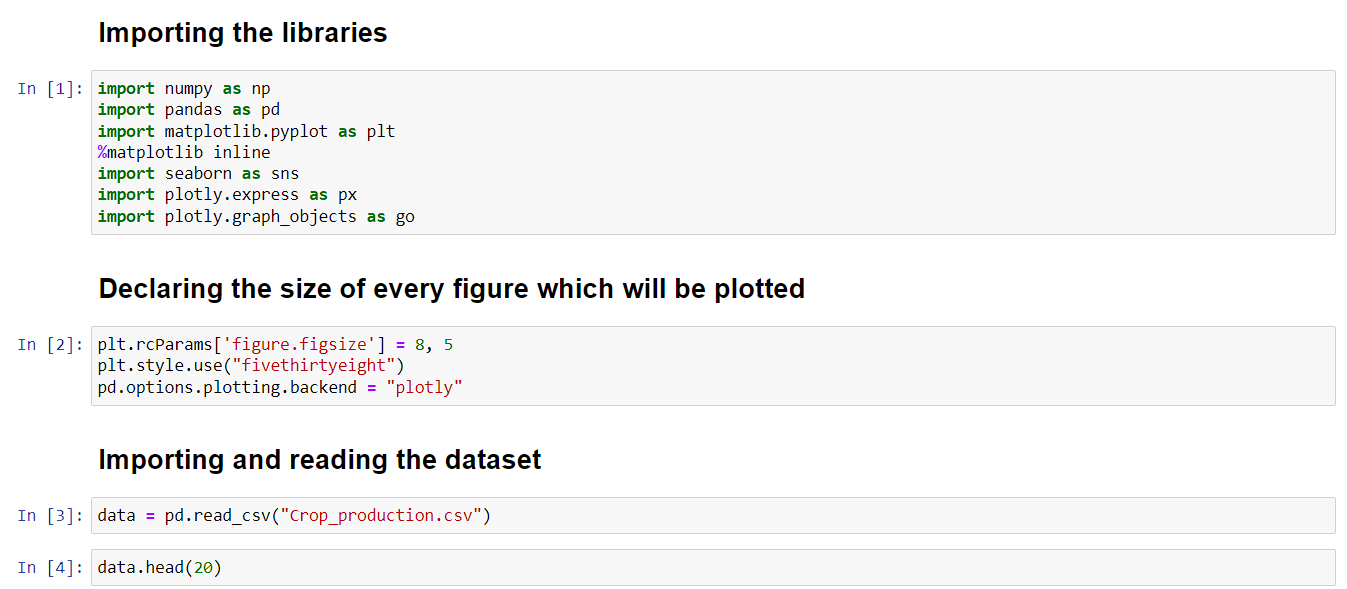 Importing the libraries
In [1]: import numpy as np
import pandas as pd
import matplotlib.pyplot as plt
%matplotlib inline
import seaborn as sns
import plotly.express as px
import plotly.graph_objects as go
Declaring the size of every figure which will be plotted
In [2]: plt.rcParams['figure.figsize'] = 8, 5
plt.style.use("fivethirtyeight")
pd.options.plotting.backend = "plotly"
Importing and reading the dataset
In [3]: data = pd.read_csv("Crop_production.csv")
In [4]: data.head(20)